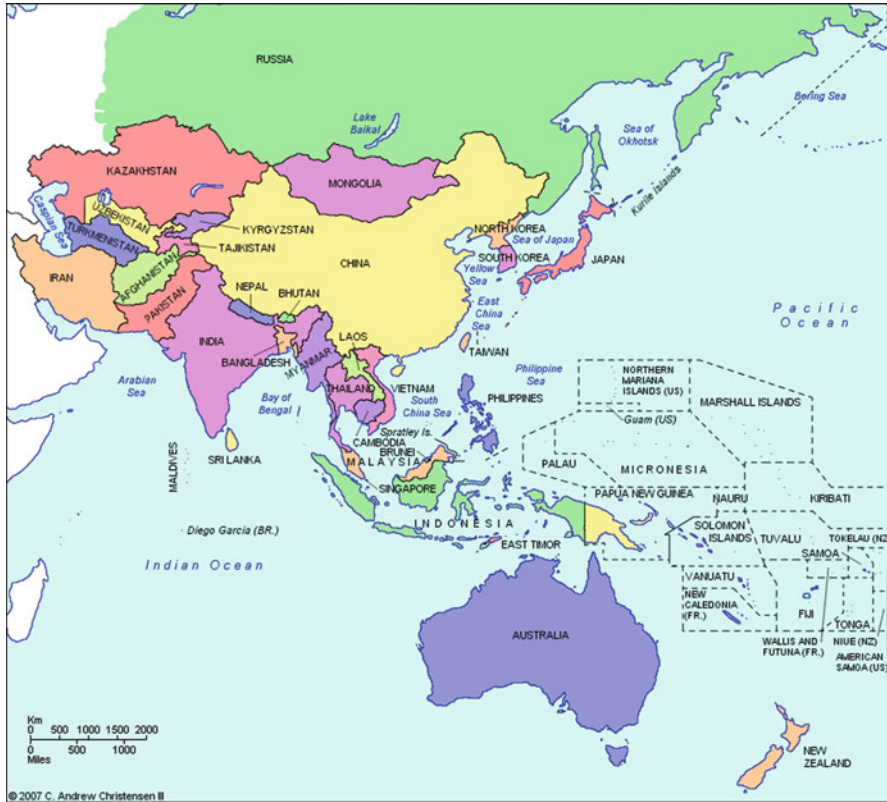 RUSSIA
Bering Sea
Lake
Baikal
Sea of
Okhotsk
KAZAKHSTAN
MONGOLIA
Kurile Islands
Caspian Sea
UZBEKISTAN
TURKMENISTAN
KYRGYZSTAN
TAJIKISTAN
NORTH KOREA
Sea of Japan
SOUTH KOREA
JAPAN
IRAN
AFGHANISTAN
CHINA
Yellow
Sea
PAKISTAN
NEPAL
BHUTAN
East
China
Sea
Pacific
Ocean
INDIA
BANGLADESH
MYANMAR
LAOS
TAIWAN
Arabian
Sea
Bay of
Bengal
THAILAND
VIETNAM
South
China Sea
Philippine
Sea
PHILIPPINES
NORTHERN
MARIANA
ISLANDS (US)
MARSHALL ISLANDS
Guam (US)
CAMBODIA
Spratley Is.
BRUNEI
MALAYSIA
SRI LANKA
MALDIVES
SINGAPORE
PALAU
MICRONESIA
PAPUA NEW GUINEA
NAURU
KIRIBATI
Diego Garcia (BR.)
INDONESIA
SOLOMON
ISLANDS
TUVALU
TOKELAU (NZ
SAMOA
EAST TIMOR
Indian Ocean
VANUATU
NEW
CALEDONIA
(FR.)
FIJI
TONGA
AUSTRALIA
WALLIS AND
FUTUNA (FR.)
NIUE (NZ)
AMERICAN
SAMOA (US)
Km
0 500 1000 1500 2000
0 500 1000
Miles
NEW
ZEALAND
© 2007 C. Andrew Christensen III